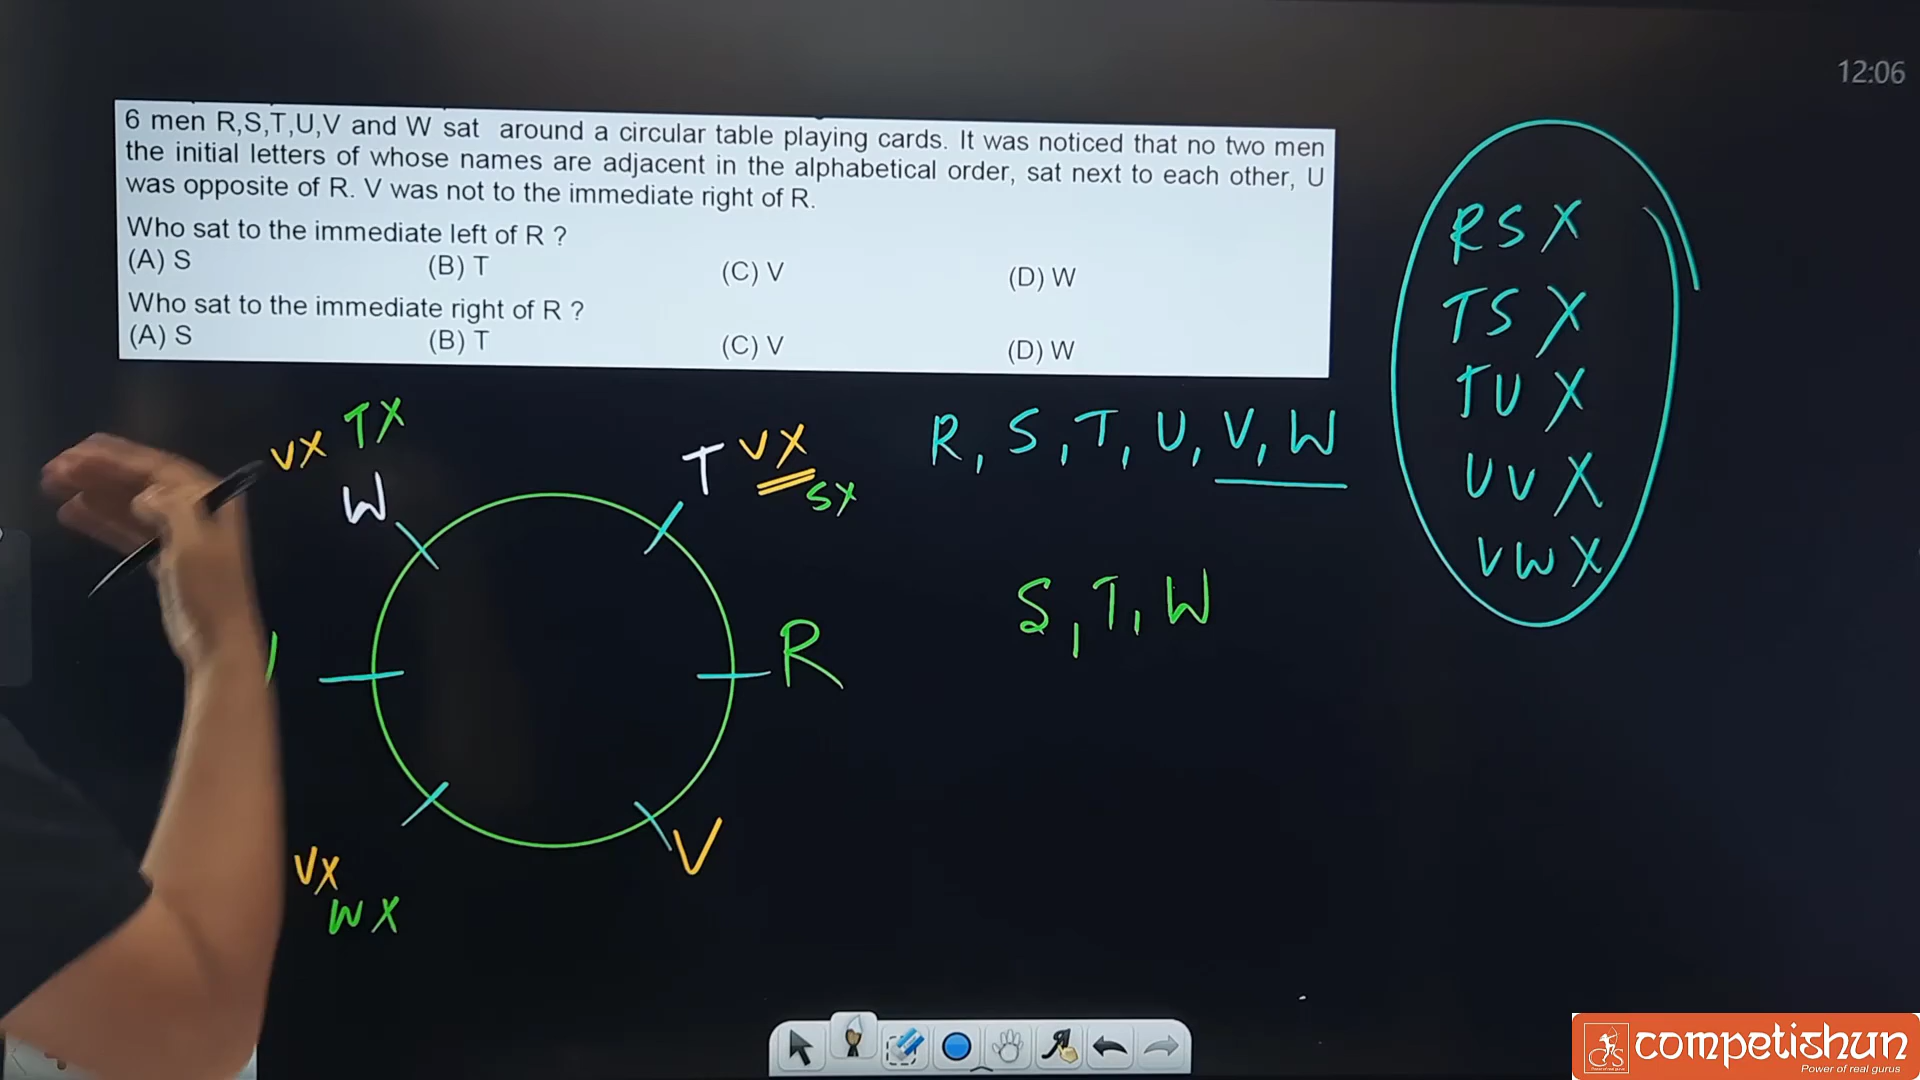 12:06
6 men R,S,T,U,V and W sat around a circular table playing cards. It was noticed that no two men
the initial letters of whose names are adjacent in the alphabetical order, sat next to each other, U
was opposite of R. V was not to the immediate right of R.
Who sat to the immediate left of R ?
(A) S (B) T (C) V (D) W
Who sat to the immediate right of R ?
(A) S (B) T (C) V (D) W
RS X
TS X
TU X
UV X
VW X
R, S, T, U, V, W
VX TX
W
T VX
SX
S, T, W
R
V
VX
WX
competishun
Power of real gurus